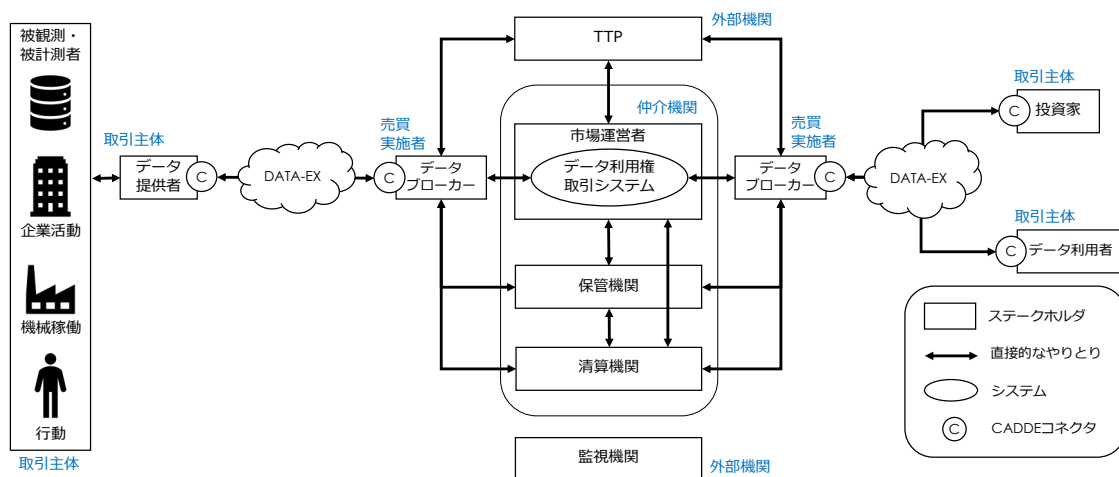 被観測・
被計測者
企業活動
機械稼働
行動
取引主体
取引主体
データ
提供者
C
DATA-EX
売買
実施者
C
データ
ブローカー
TTP
外部機関
仲介機関
市場運営者
データ利用権
取引システム
保管機関
清算機関
監視機関
外部機関
売買
実施者
データ
ブローカー
C
DATA-EX
取引主体
C
投資家
取引主体
C
データ利用者
ステークホルダ
直接的なやりとり
システム
C
CADDEコネクタ